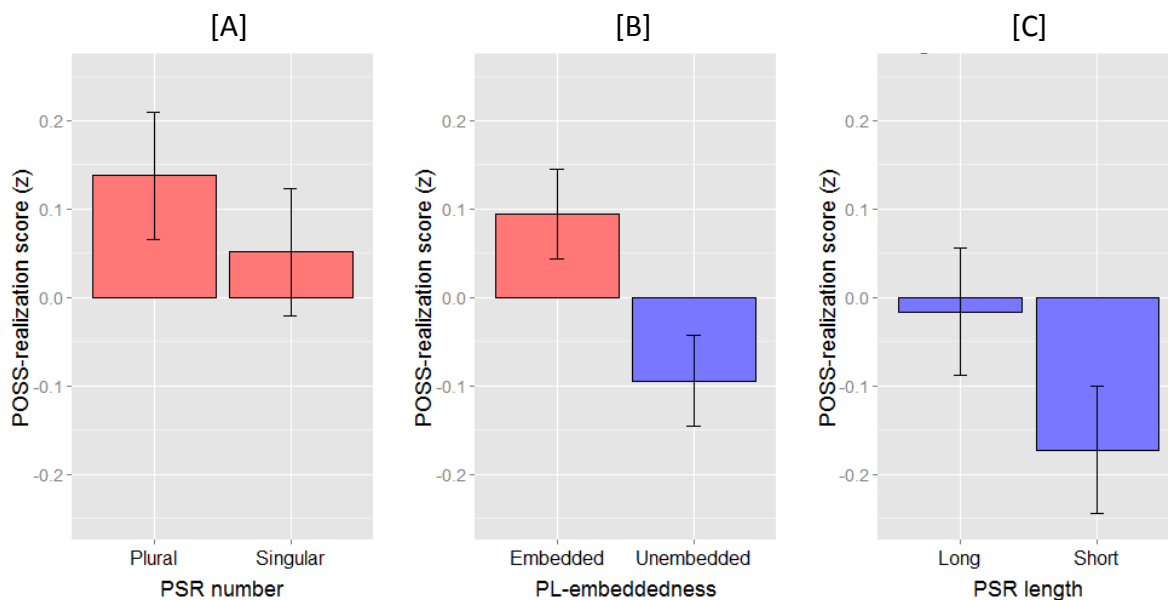 [A]
[B]
[C]
POSS-realization score (z)
0.2
0.1
0.0
-0.1
-0.2
Plural Singular
PSR number
POSS-realization score (z)
0.2
0.1
0.0
-0.1
-0.2
Embedded Unembedded
PL-embeddedness
POSS-realization score (z)
0.2
0.1
0.0
-0.1
-0.2
Long Short
PSR length